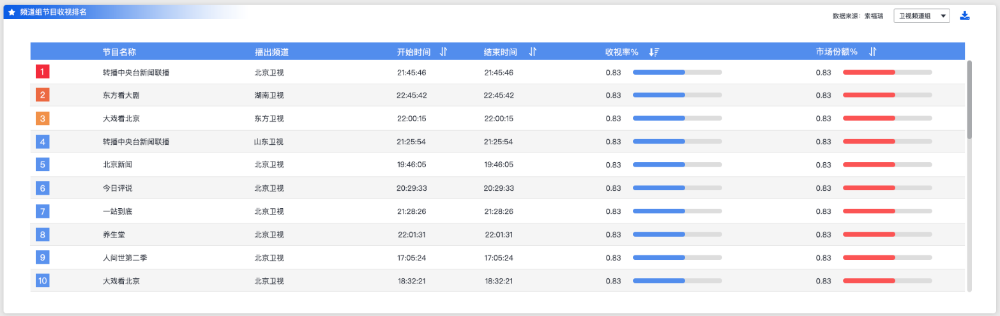 频道组节目收视排名
数据来源：索福瑞 卫视频道组
节目名称 播出频道 开始时间 结束时间 收视率% 市场份额%
1 转播中央台新闻联播 北京卫视 21:45:46 21:45:46 0.83 0.83
2 东方看大剧 湖南卫视 22:45:42 22:45:42 0.83 0.83
3 大戏看北京 东方卫视 22:00:15 22:00:15 0.83 0.83
4 转播中央台新闻联播 山东卫视 21:25:54 21:25:54 0.83 0.83
5 北京新闻 北京卫视 19:46:05 19:46:05 0.83 0.83
6 今日评说 北京卫视 20:29:33 20:29:33 0.83 0.83
7 一站到底 北京卫视 21:28:26 21:28:26 0.83 0.83
8 养生堂 北京卫视 22:01:31 22:01:31 0.83 0.83
9 人间世第二季 北京卫视 17:05:24 17:05:24 0.83 0.83
10 大戏看北京 北京卫视 18:32:21 18:32:21 0.83 0.83